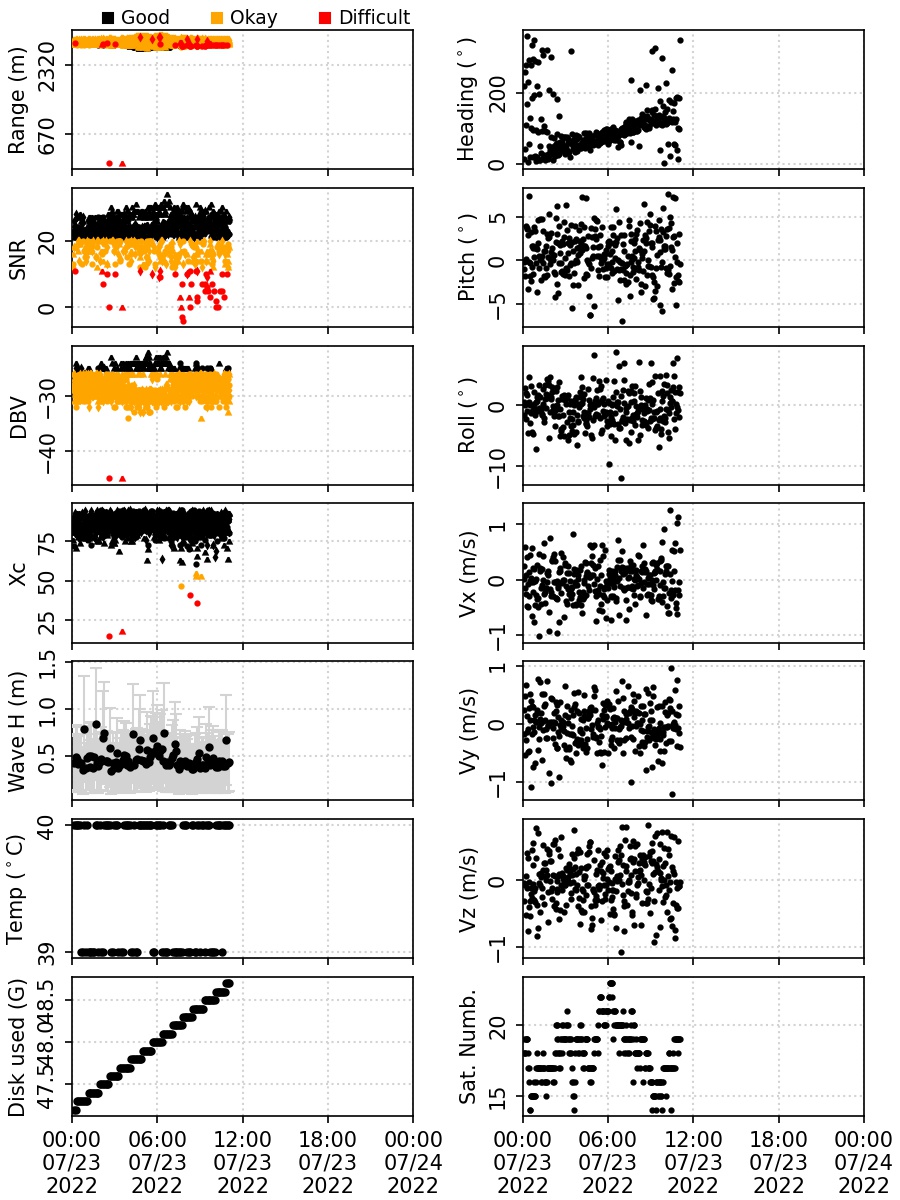 Good Okay Difficult
Range (m)
2320
670
Heading (°)
200
0
SNR
20
0
Pitch (°)
5
0
−5
DBV
−30
−40
Roll (°)
0
−10
Xc
75
50
25
Vx (m/s)
1
0
−1
Wave H (m)
1.5
1.0
0.5
Vy (m/s)
1
0
−1
Temp (°C)
40
39
Vz (m/s)
0
−1
Disk used (G)
48.5
48.0
47.5
Sat. Numb.
20
15
00:00 06:00 12:00 18:00 00:00
07/23 07/23 07/23 07/23 07/24
2022 2022 2022 2022 2022
00:00 06:00 12:00 18:00 00:00
07/23 07/23 07/23 07/23 07/24
2022 2022 2022 2022 2022